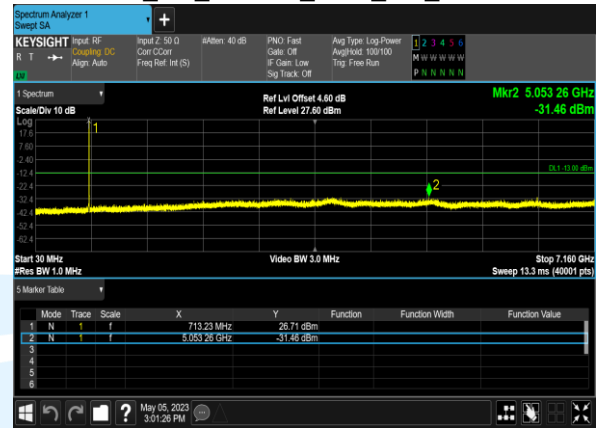 Spectrum Analyzer 1
Swept SA
KEYSIGHT
R T
LV
Input: RF
Coupling: DC
Align: Auto
Input Z: 50 Ω
Corr CCorr
Freq Ref: Int (S)
#Atten: 40 dB
PNO: Fast
Gate: Off
IF Gain: Low
Sig Track: Off
Avg Type: Log-Power
Avg|Hold: 100/100
Trig: Free Run
1 2 3 4 5 6
M W W W W W
P N N N N N
1 Spectrum
Scale/Div 10 dB
Ref Lvl Offset 4.60 dB
Ref Level 27.60 dBm
Mkr2 5.053 26 GHz
-31.46 dBm
Log
17.6
7.60
-2.40
-12.4
-22.4
-32.4
-42.4
-52.4
-62.4
1
2
DL1 -13.00 dBm
Start 30 MHz
#Res BW 1.0 MHz
Video BW 3.0 MHz
Stop 7.160 GHz
Sweep 13.3 ms (40001 pts)
5 Marker Table
Mode Trace Scale X Y Function Function Width Function Value
1 N 1 f 713.23 MHz 26.71 dBm
2 N 1 f 5.053 26 GHz -31.46 dBm
3
4
5
6
?
May 05, 2023
3:01:26 PM